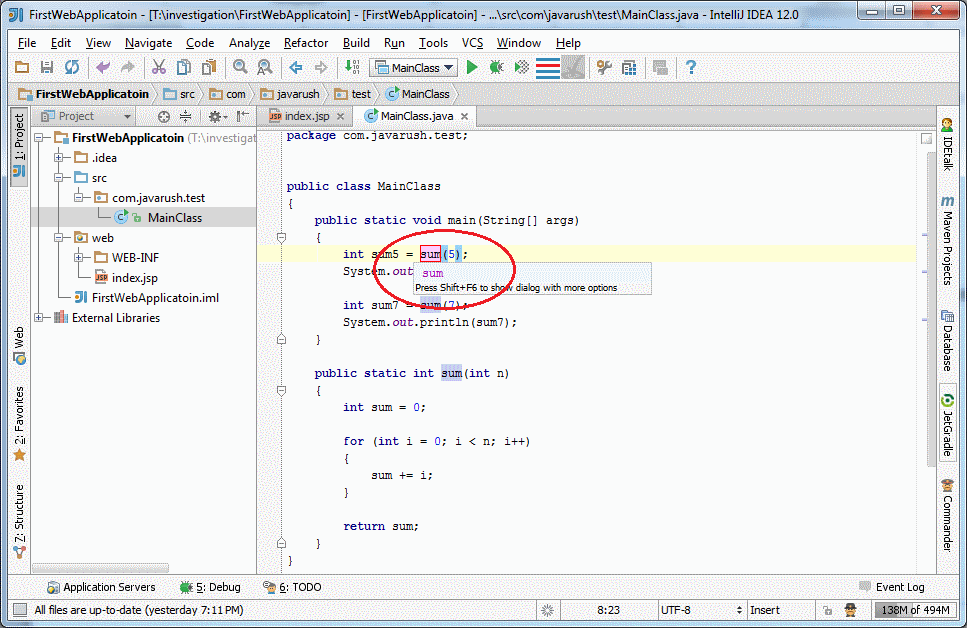 FirstWebApplicatoin - [T:\investigation\FirstWebApplicatoin] - [FirstWebApplicatoin] - ...\src\com\javarush\test\MainClass.java - IntelliJ IDEA 12.0
File Edit View Navigate Code Analyze Refactor Build Run Tools VCS Window Help
MainClass
FirstWebApplicatoin src com javarush test MainClass
1: Project
Web
2: Favorites
Z: Structure
Project
FirstWebApplicatoin (T:\investigat
.idea
src
com.javarush.test
MainClass
web
WEB-INF
index.jsp
FirstWebApplicatoin.iml
External Libraries
index.jsp MainClass.java
package com.javarush.test;
public class MainClass
{
public static void main(String[] args)
{
int sum5 = sum(5);
System.out
sum
Press Shift+F6 to show dialog with more options
int sum7 = sum(7);
System.out.println(sum7);
}
public static int sum(int n)
{
int sum = 0;
for (int i = 0; i < n; i++)
{
sum += i;
}
return sum;
}
}
IDEtalk
m Maven Projects
Database
JetGradle
Commander
Application Servers 5: Debug 6: TODO Event Log
All files are up-to-date (yesterday 7:11 PM) 8:23 UTF-8 Insert 138M of 494M